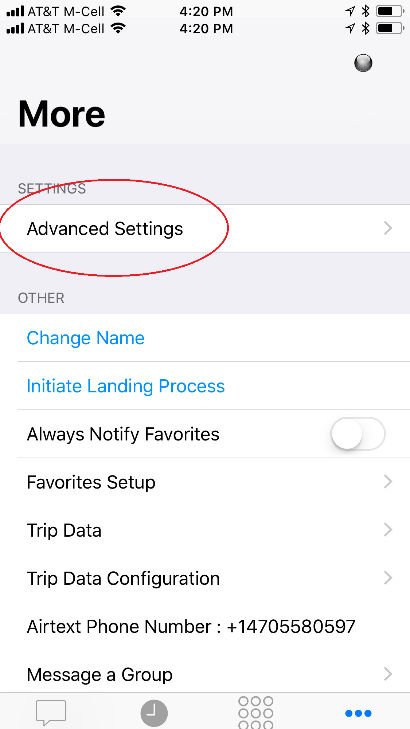 AT&T M-Cell 4:20 PM
AT&T M-Cell 4:20 PM
More
SETTINGS
Advanced Settings
OTHER
Change Name
Initiate Landing Process
Always Notify Favorites
Favorites Setup
Trip Data
Trip Data Configuration
Airtext Phone Number : +14705580597
Message a Group